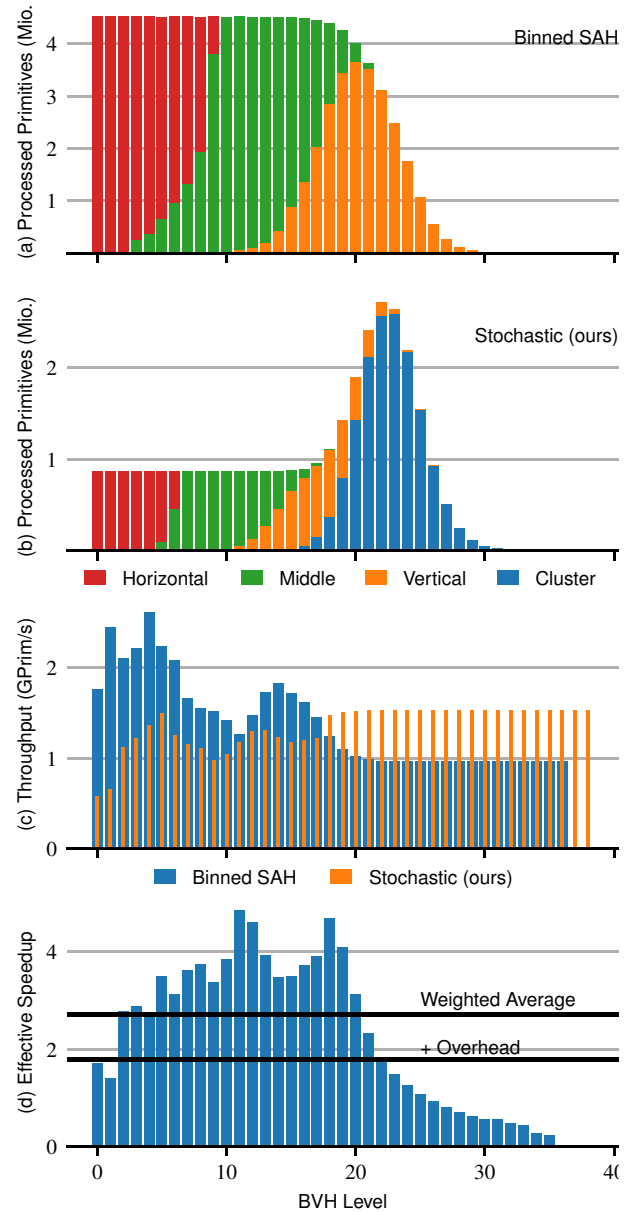 (a) Processed Primitives (Mio.
4
3
2
1
Binned SAH
(b) Processed Primitives (Mio.)
2
1
0
Stochastic (ours)
Horizontal Middle Vertical Cluster
(c) Throughput (GPrim/s)
2
1
0
Binned SAH Stochastic (ours)
(d) Effective Speedup
4
2
0
Weighted Average
+ Overhead
0 10 20 30 40
BVH Level